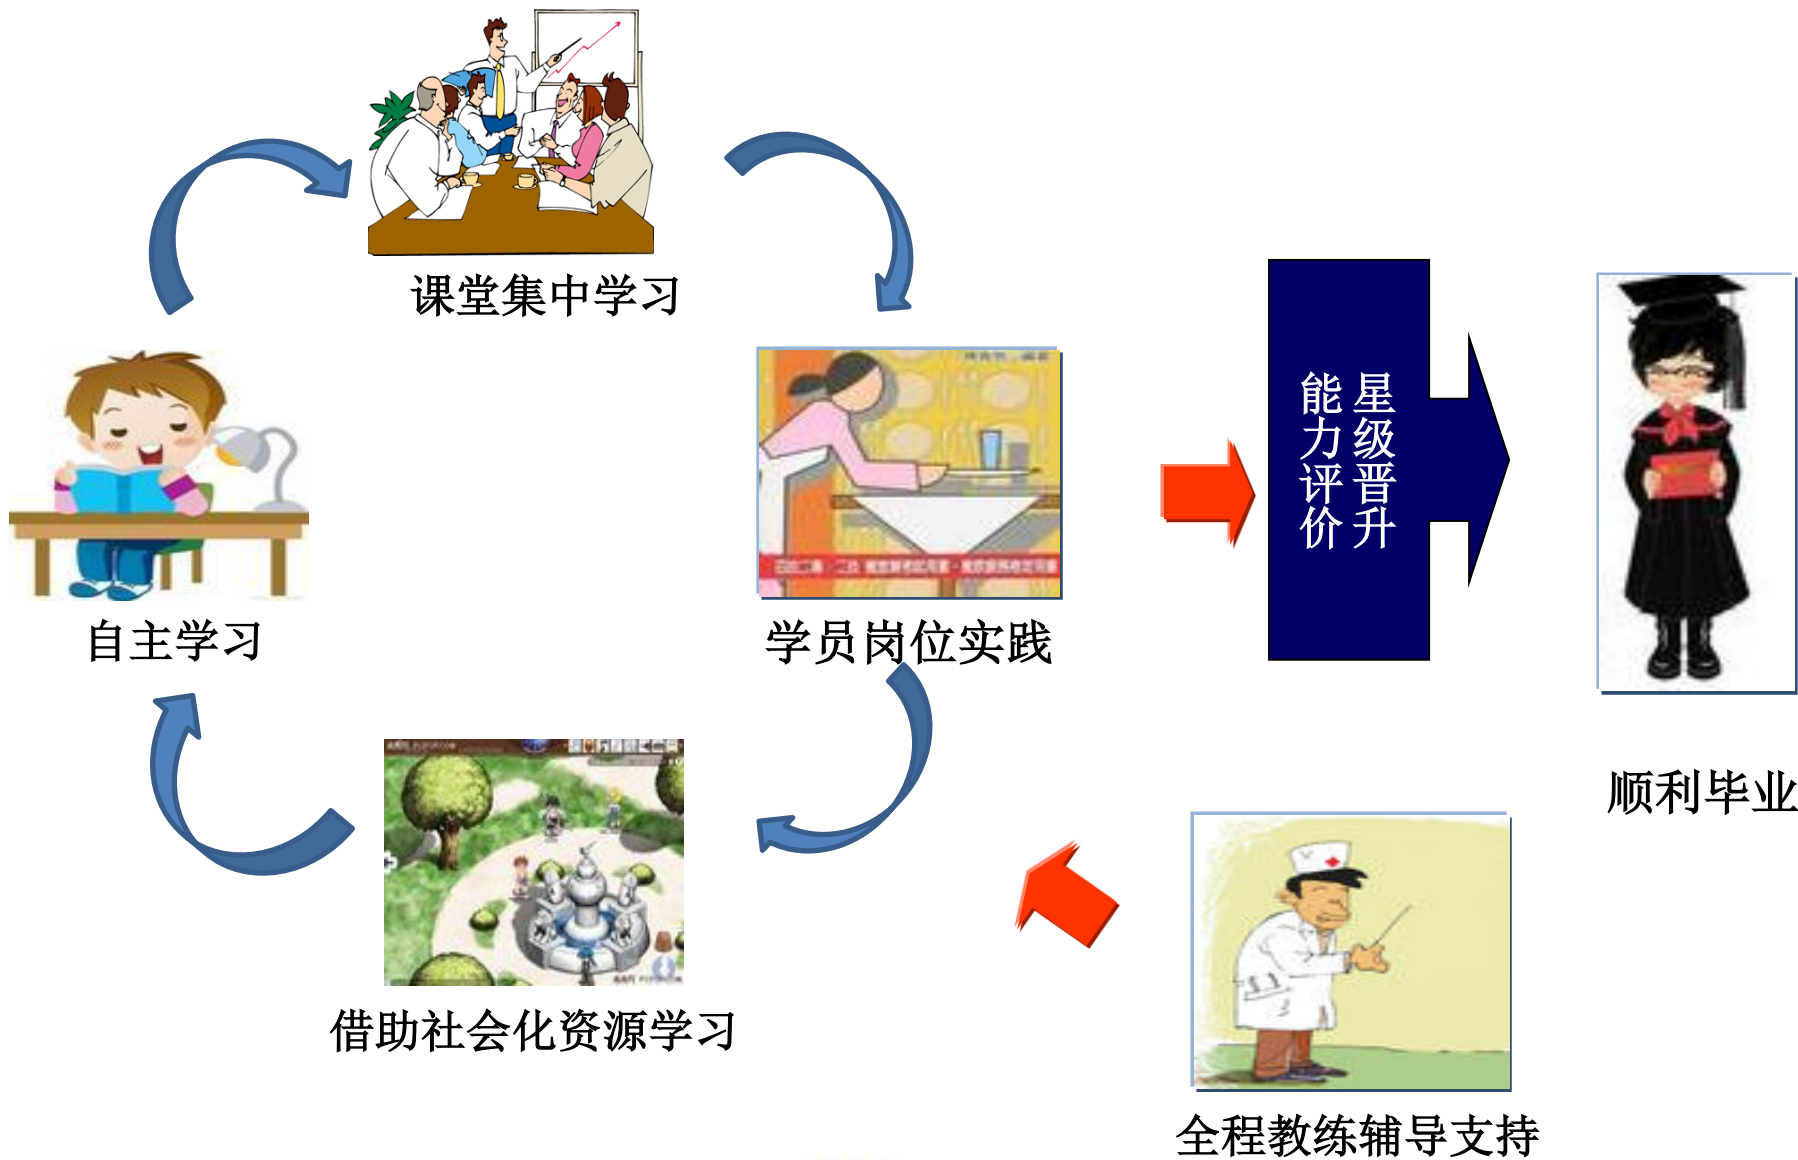 课堂集中学习
自主学习
学员岗位实践
借助社会化资源学习
星级晋升
能力评价
顺利毕业
全程教练辅导支持